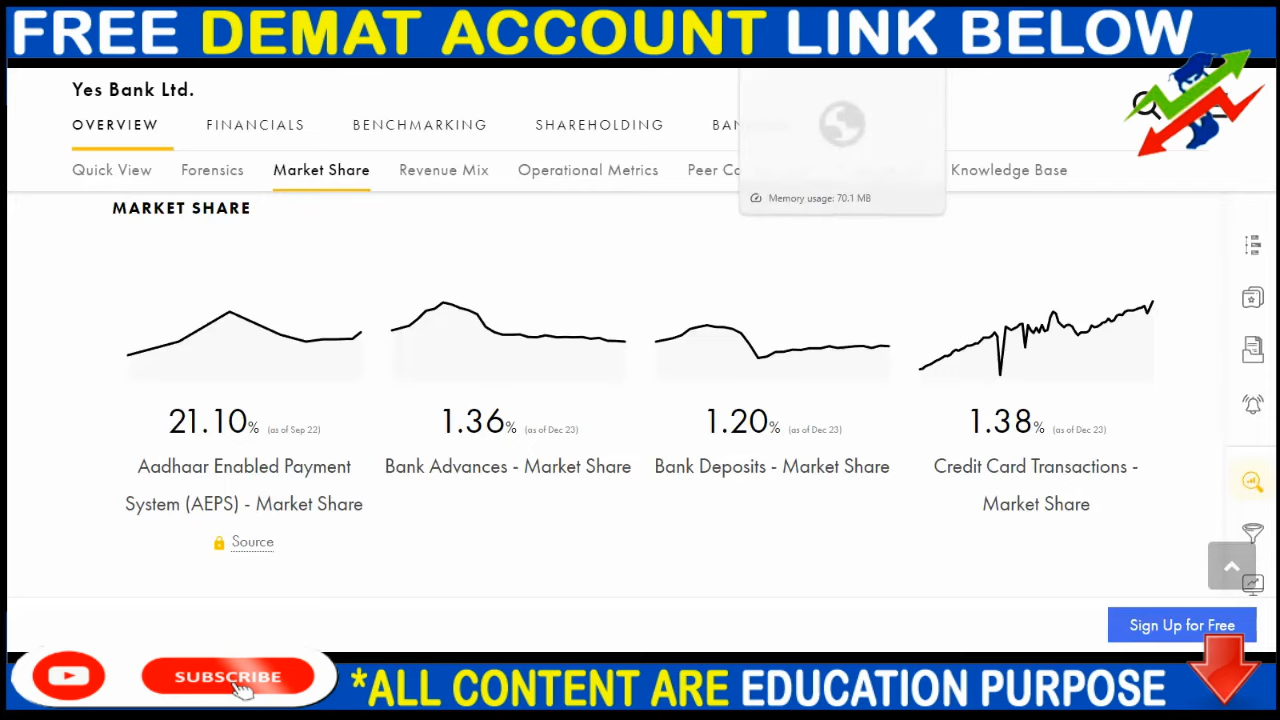 FREE DEMAT ACCOUNT LINK BELOW
Yes Bank Ltd.
OVERVIEW FINANCIALS BENCHMARKING SHAREHOLDING
Quick View Forensics Market Share Revenue Mix Operational Metrics Peer Knowledge Base
Memory usage: 70.1 MB
MARKET SHARE
21.10% (as of Sep 22) 1.36% (as of Dec 23) 1.20% (as of Dec 23) 1.38% (as of Dec 23)
Aadhaar Enabled Payment Bank Advances - Market Share Bank Deposits - Market Share Credit Card Transactions -
System (AEPS) - Market Share Market Share
Source
Sign Up for Free
SUBSCRIBE *ALL CONTENT ARE EDUCATION PURPOSE